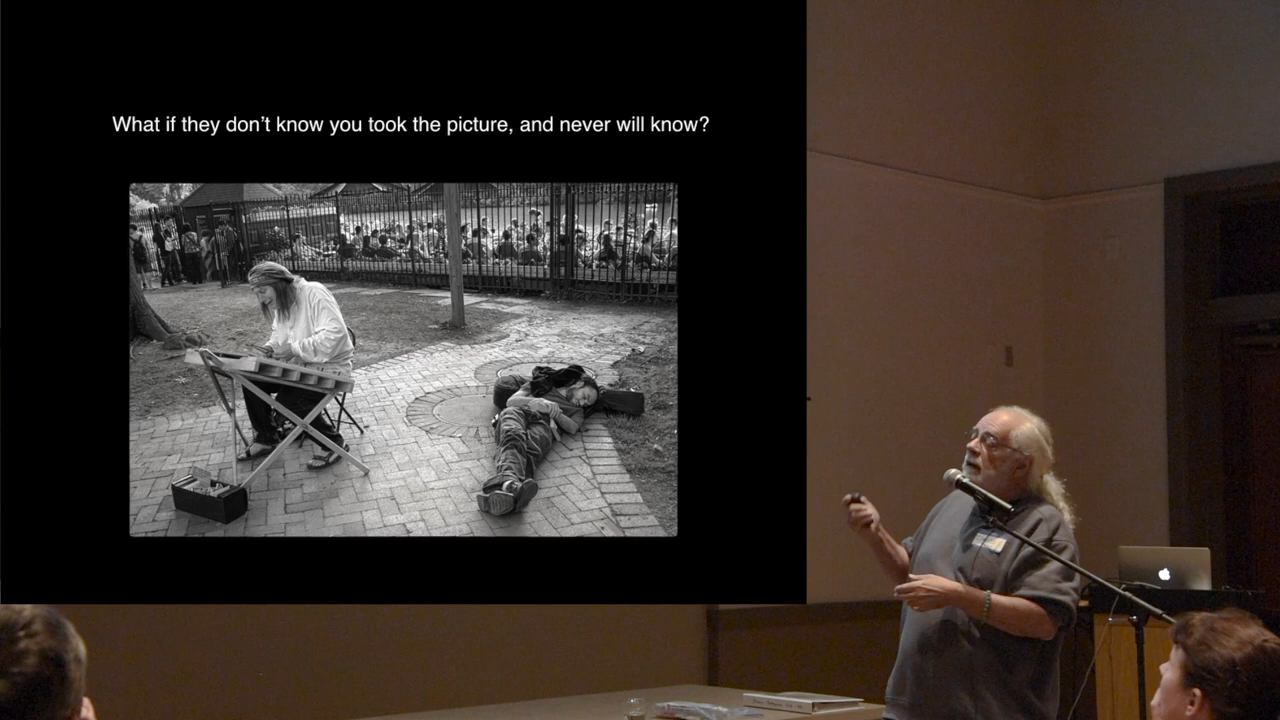 What if they don’t know you took the picture, and never will know?